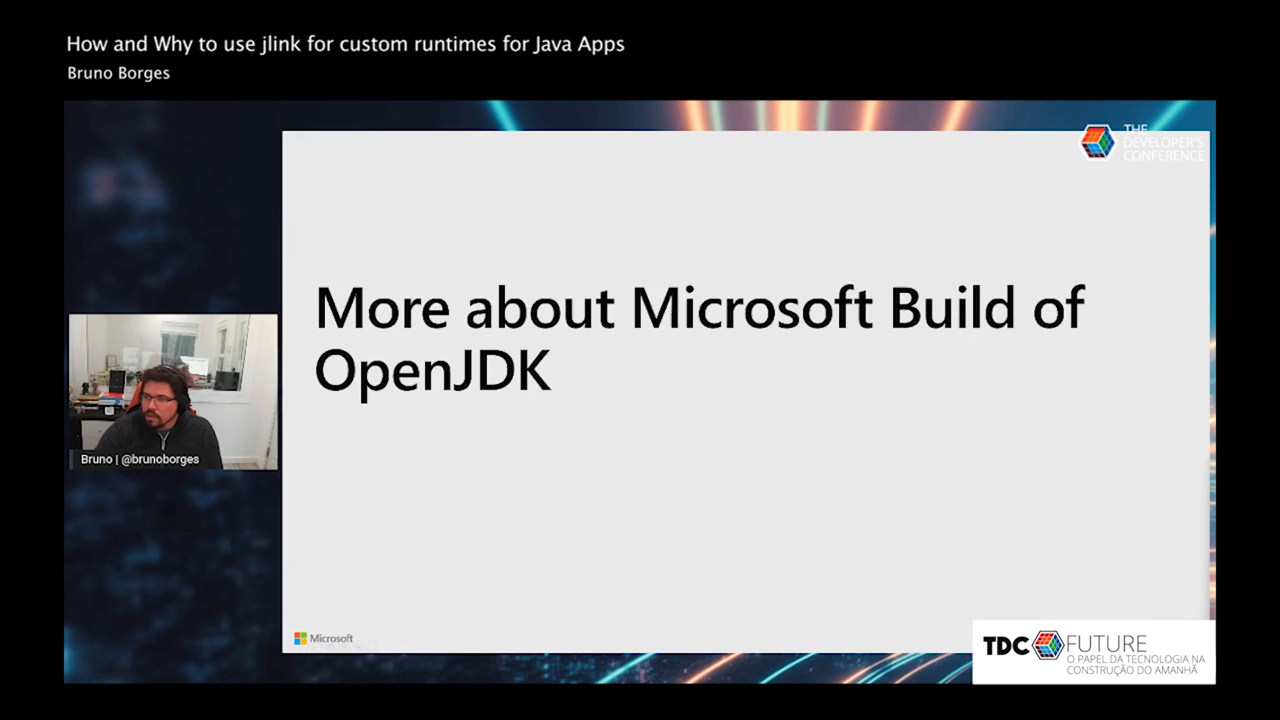 How and Why to use jlink for custom runtimes for Java Apps
Bruno Borges
THE
DEVELOPER'S
CONFERENCE
More about Microsoft Build of
OpenJDK
Bruno | @brunoborges
Microsoft
TDC FUTURE
O PAPEL DA TECNOLOGIA NA
CONSTRUÇÃO DO AMANHÃ